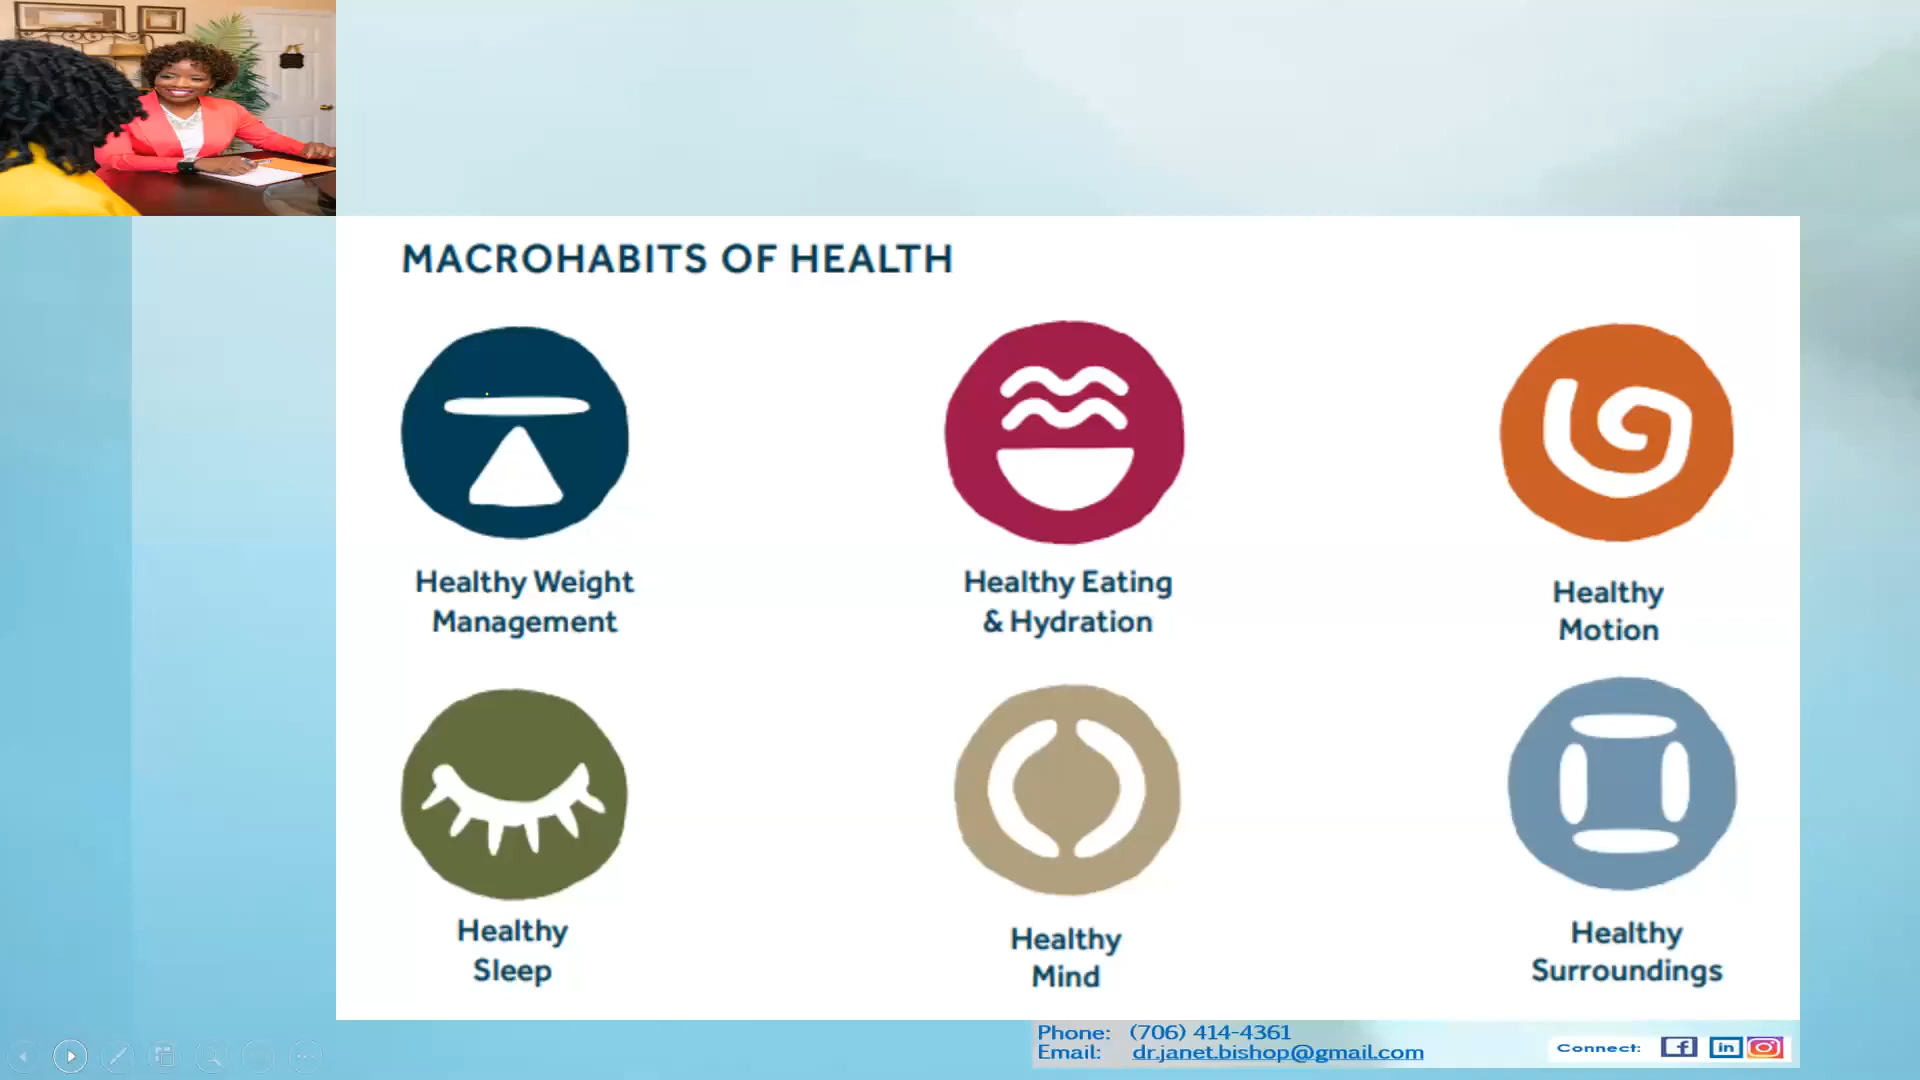 MACROHABITS OF HEALTH
Healthy Weight
Management
Healthy Eating
& Hydration
Healthy
Motion
Healthy
Sleep
Healthy
Mind
Healthy
Surroundings
Phone: (706) 414-4361
Email: dr.janet.bishop@gmail.com
Connect:
in